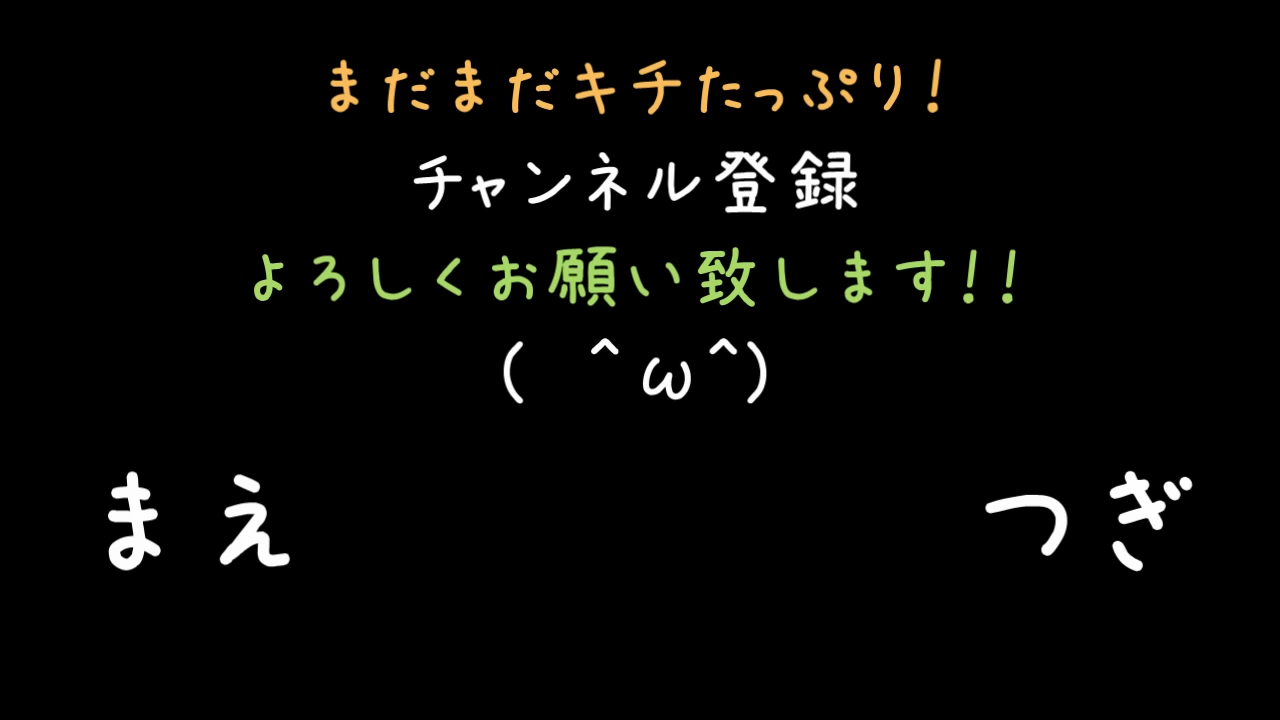 まだまだキチたっぷり!
チャンネル登録
よろしくお願い致します!!
( ^ω^)
まえ
つぎ